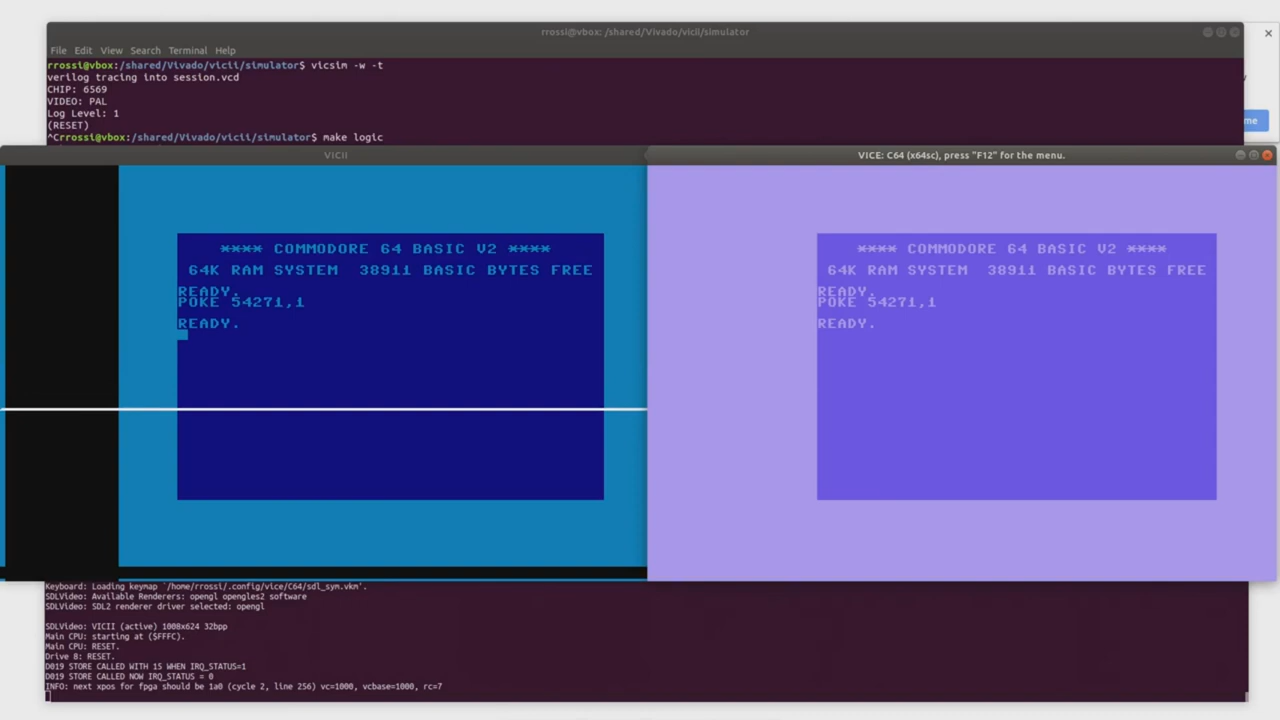 rrossi@vbox: /shared/Vivado/vicii/simulator
File Edit View Search Terminal Help
rrossi@vbox:/shared/Vivado/vicii/simulator$ vicsim -w -t
verilog tracing into session.vcd
CHIP: 6569
VIDEO: PAL
Log Level: 1
(RESET)
^Crrossi@vbox:/shared/Vivado/vicii/simulator$ make logic
me
VICII
**** COMMODORE 64 BASIC V2 ****
64K RAM SYSTEM 38911 BASIC BYTES FREE
READY.
POKE 54271,1
READY.
VICE: C64 (x64sc), press "F12" for the menu.
**** COMMODORE 64 BASIC V2 ****
64K RAM SYSTEM 38911 BASIC BYTES FREE
READY.
POKE 54271,1
READY.
Keyboard: Loading keymap `/home/rrossi/.config/vice/C64/sdl_sym.vkm'.
SDLVideo: Available Renderers: opengl opengles2 software
SDLVideo: SDL2 renderer driver selected: opengl
SDLVideo: VICII (active) 1008x624 32bpp
Main CPU: starting at ($FFFC).
Main CPU: RESET.
Drive 8: RESET.
D019 STORE CALLED WITH 15 WHEN IRQ_STATUS=1
D019 STORE CALLED NOW IRQ_STATUS = 0
INFO: next xpos for fpga should be 1a0 (cycle 2, line 256) vc=1000, vcbase=1000, rc=7